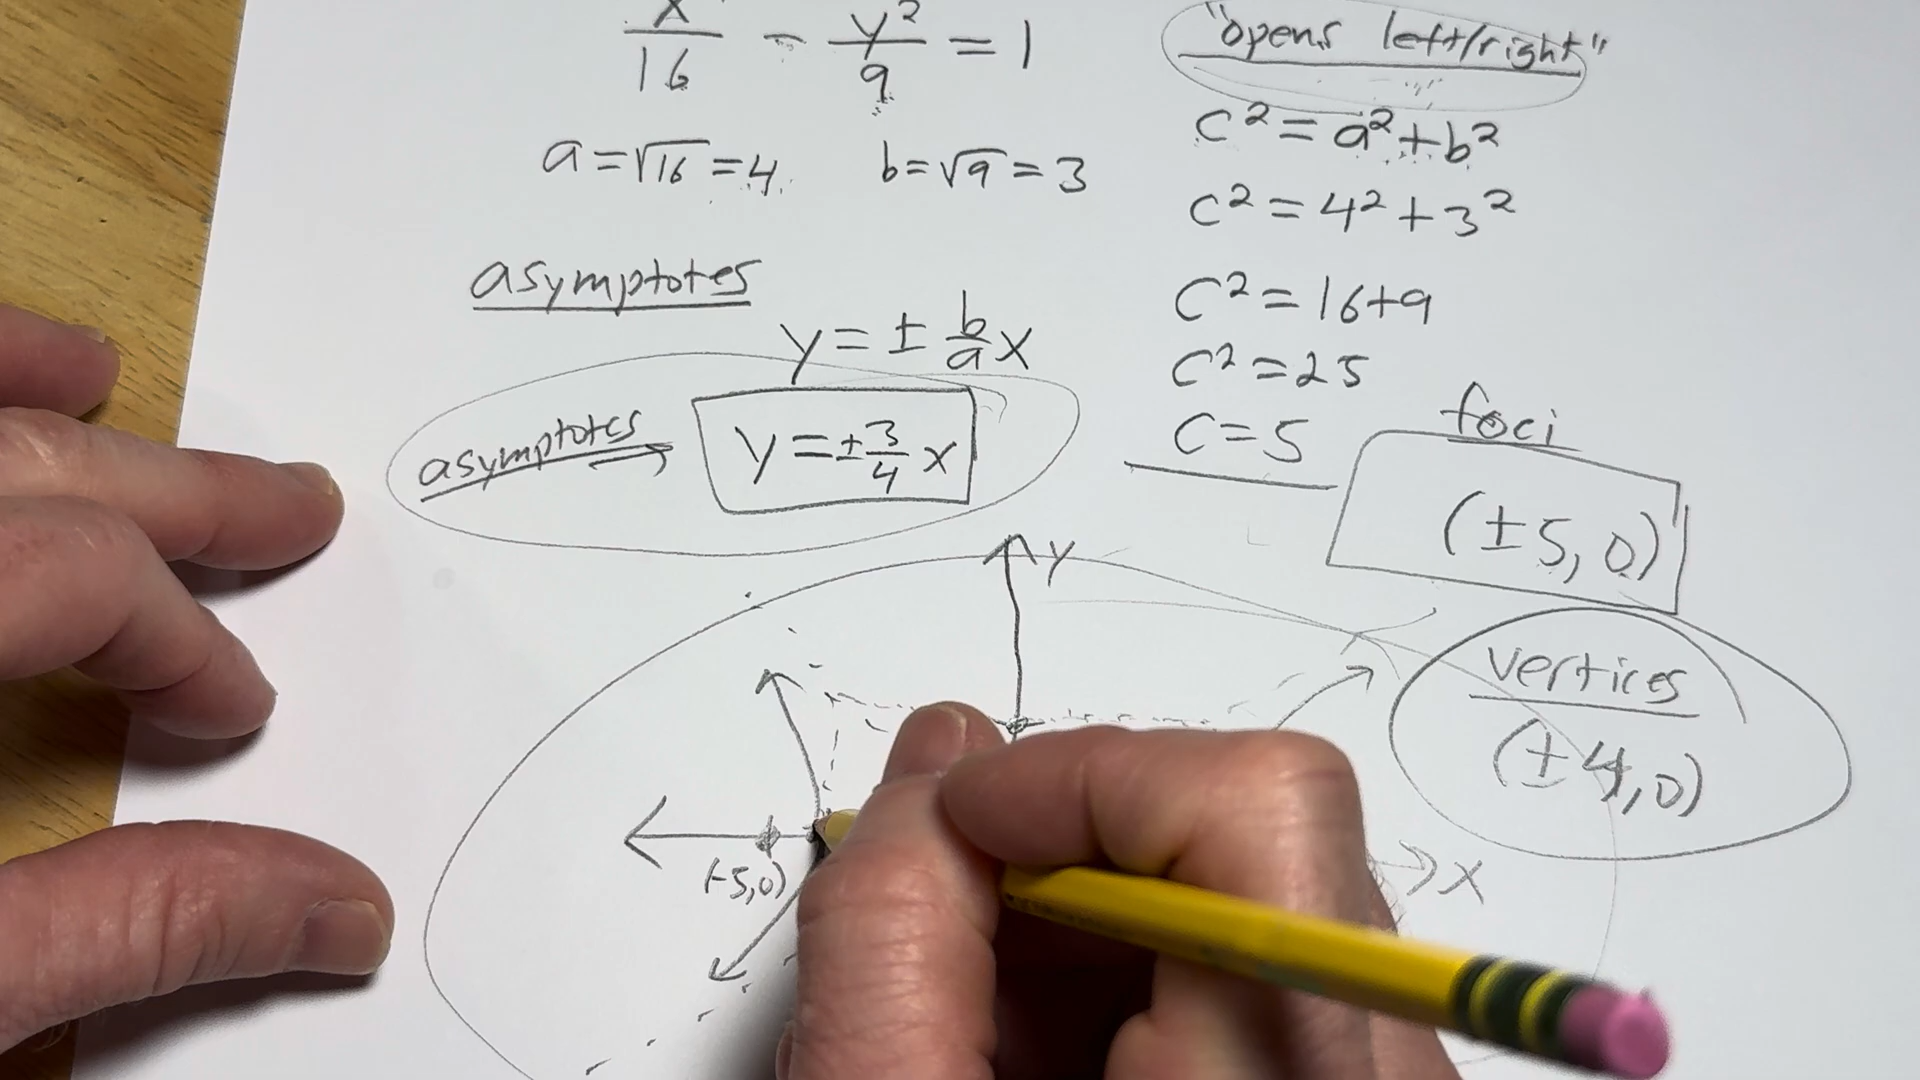 x/16 - y²/9 = 1
"opens left/right"
a = √16 = 4
b = √9 = 3
c² = a² + b²
c² = 4² + 3²
c² = 16 + 9
c² = 25
c = 5
asymptotes
y = ± b/a x
asymptotes → y = ± 3/4 x
foci
(±5, 0)
y
vertices
(±4, 0)
(-5, 0)
x